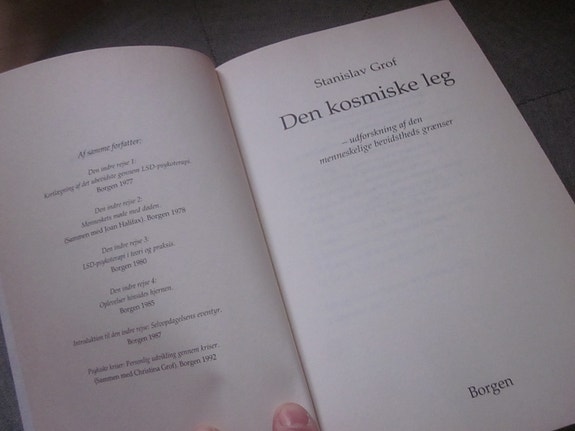 Af samme forfatter:
Den indre rejse 1:
Kortlægning af det ubevidste gennem LSD-psykoterapi.
Borgen 1977
Den indre rejse 2:
Menneskets møde med døden.
(Sammen med Joan Halifax), Borgen 1978
Den indre rejse 3:
LSD-psykoterapi i teori og praksis.
Borgen 1980
Den indre rejse 4:
Oplevelser hinsides hjernen.
Borgen 1985
Introduktion til den indre rejse: Selvopdagelsens eventyr.
Borgen 1987
Psykiske kriser: Personlig udvikling gennem kriser.
(Sammen med Christina Grof), Borgen 1992
Stanislav Grof
Den kosmiske leg
– udforskning af den
menneskelige bevidstheds grænser
Borgen